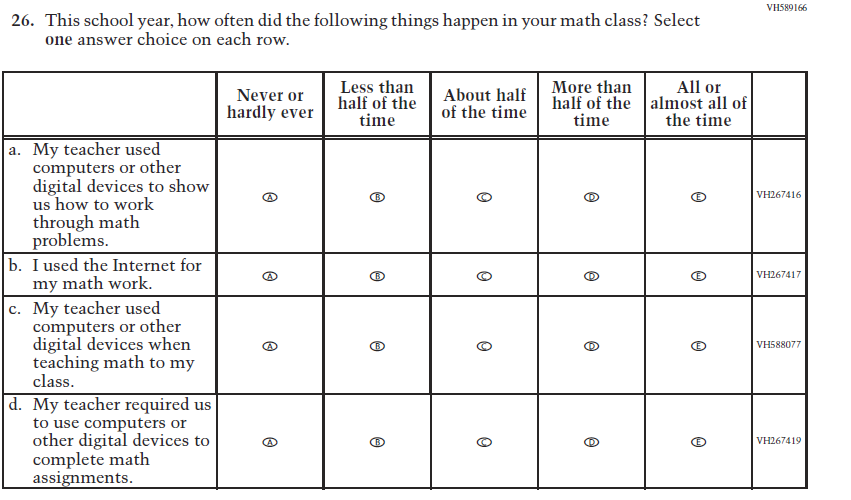 VH589166
26. This school year, how often did the following things happen in your math class? Select
one answer choice on each row.
Never or
hardly ever
Less than
half of the
time
About half
of the time
More than
half of the
time
All or
almost all of
the time
a. My teacher used
computers or other
digital devices to show
us how to work
through math
problems.
A B C D E VH267416
b. I used the Internet for
my math work.
A B C D E VH267417
c. My teacher used
computers or other
digital devices when
teaching math to my
class.
A B C D E VH588077
d. My teacher required us
to use computers or
other digital devices to
complete math
assignments.
A B C D E VH267419